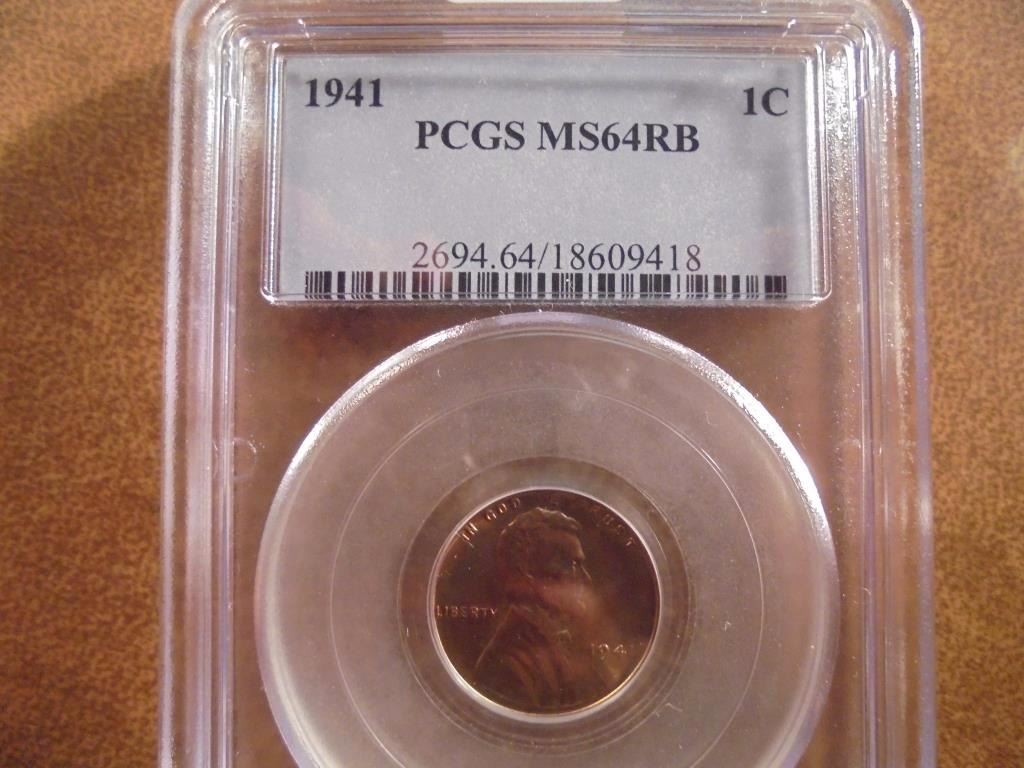 1941 1C
PCGS MS64RB
2694.64/18609418
IN GOD WE TRUST
LIBERTY
1941